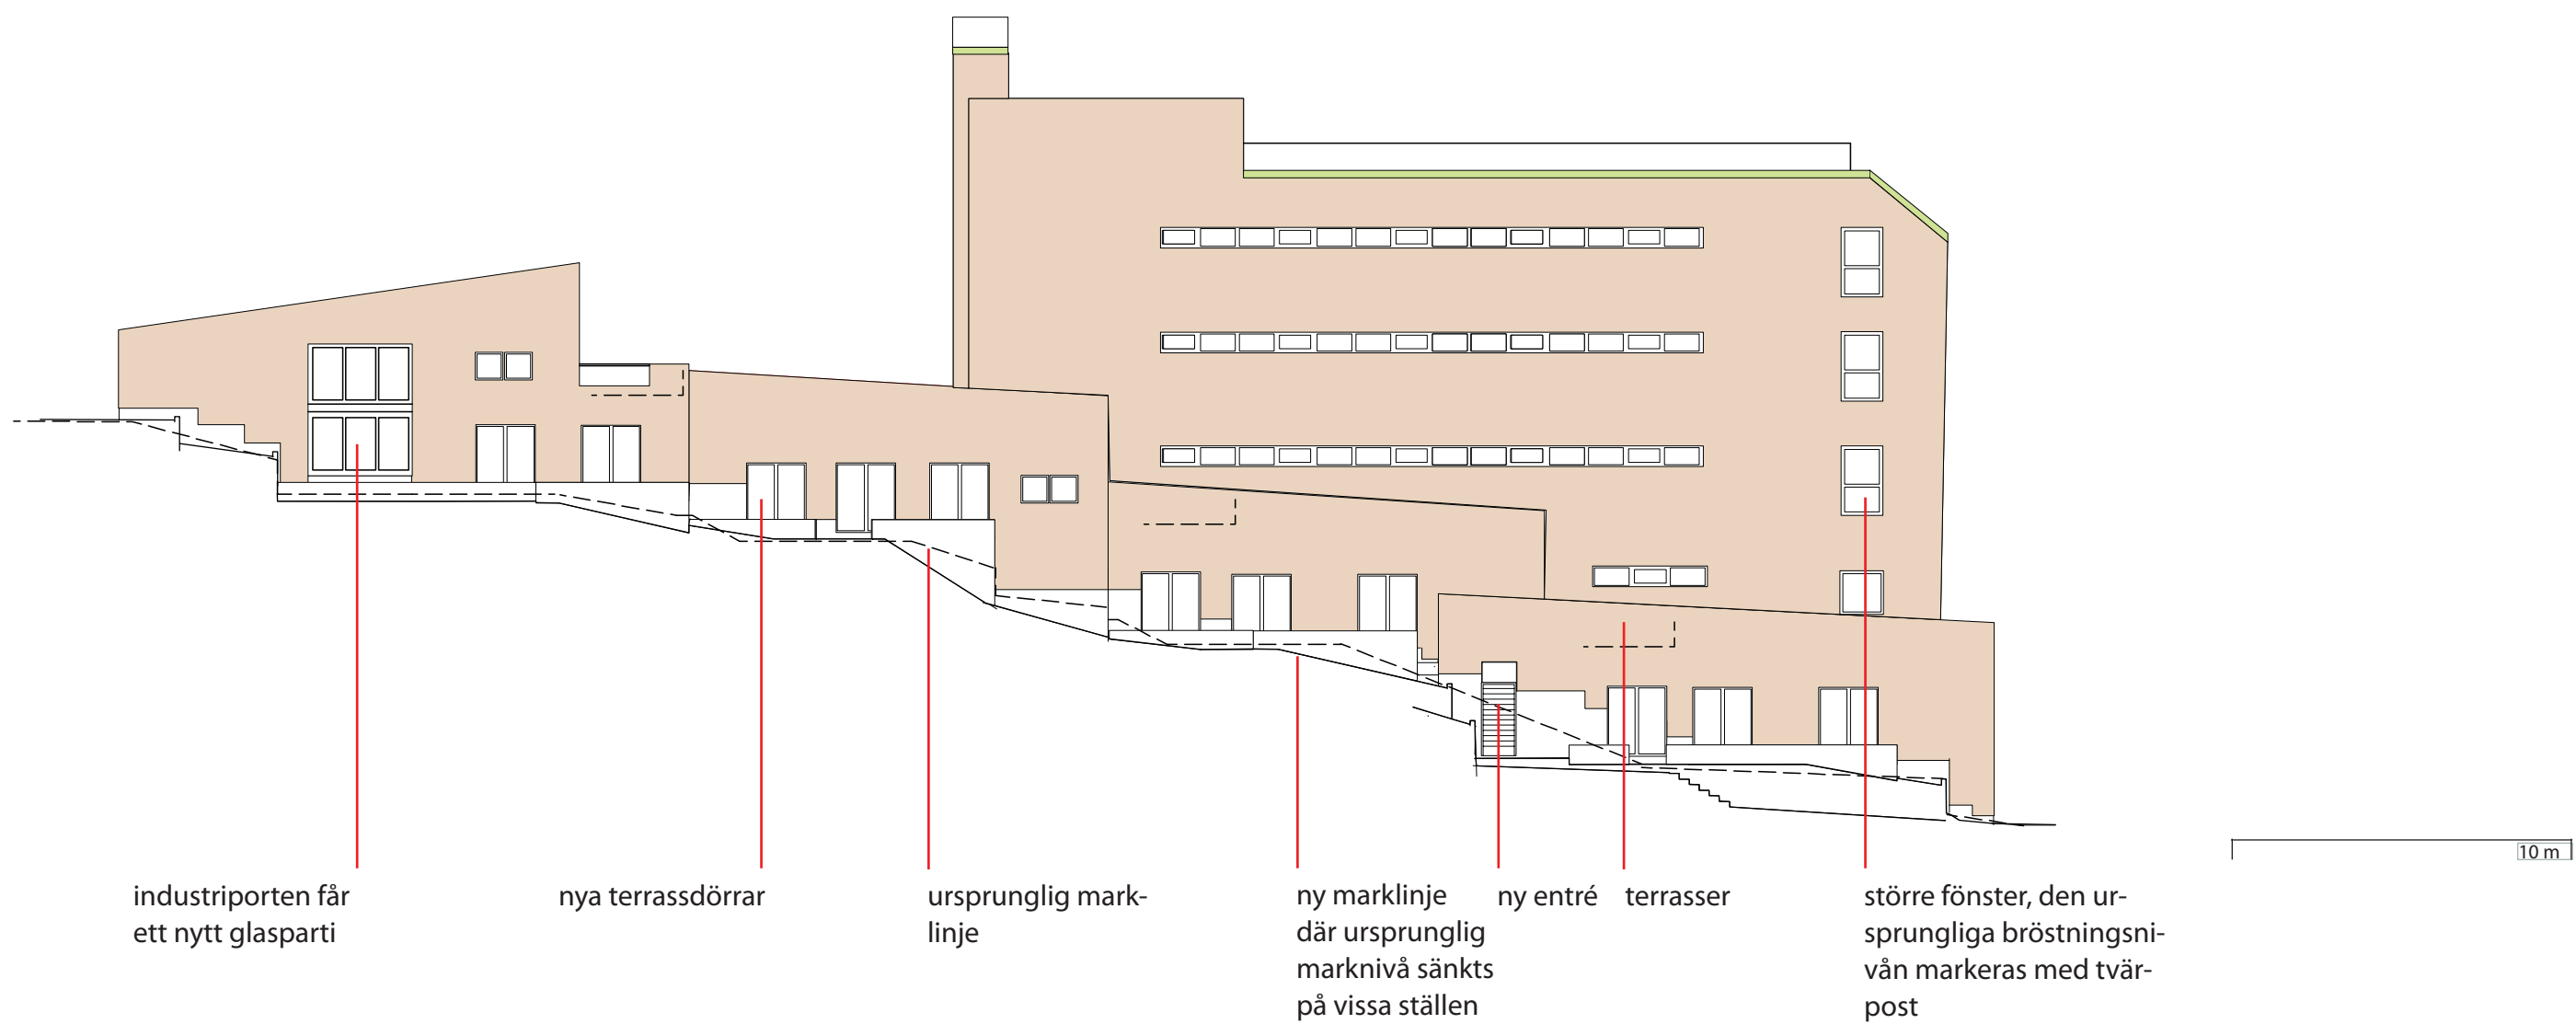 10 m
industriporten får
ett nytt glasparti
nya terrassdörrar
ursprunglig mark-
linje
ny marklinje
där ursprunglig
marknivå sänkts
på vissa ställen
ny entré
terrasser
större fönster, den ur-
sprungliga bröstningsni-
vån markeras med tvär-
post